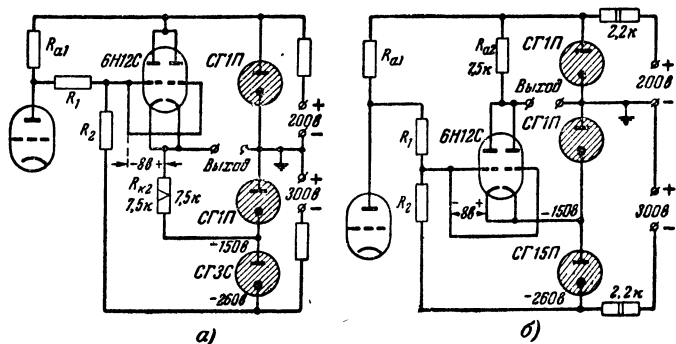 Ra1
6Н12С
СГ1П
R1
R2
+
200в
−
−8в+
Выход
Rк2
7,5к
7,5к
СГ1П
+
300в
−
−150в
СГ3С
−260в
а)
Ra1
Ra2
7,5к
СГ1П
2,2к
+
200в
−
Выход
R1
6Н12С
СГ1П
R2
− 8в +
−150в
+
300в
−
СГ15П
−260в
2,2к
б)